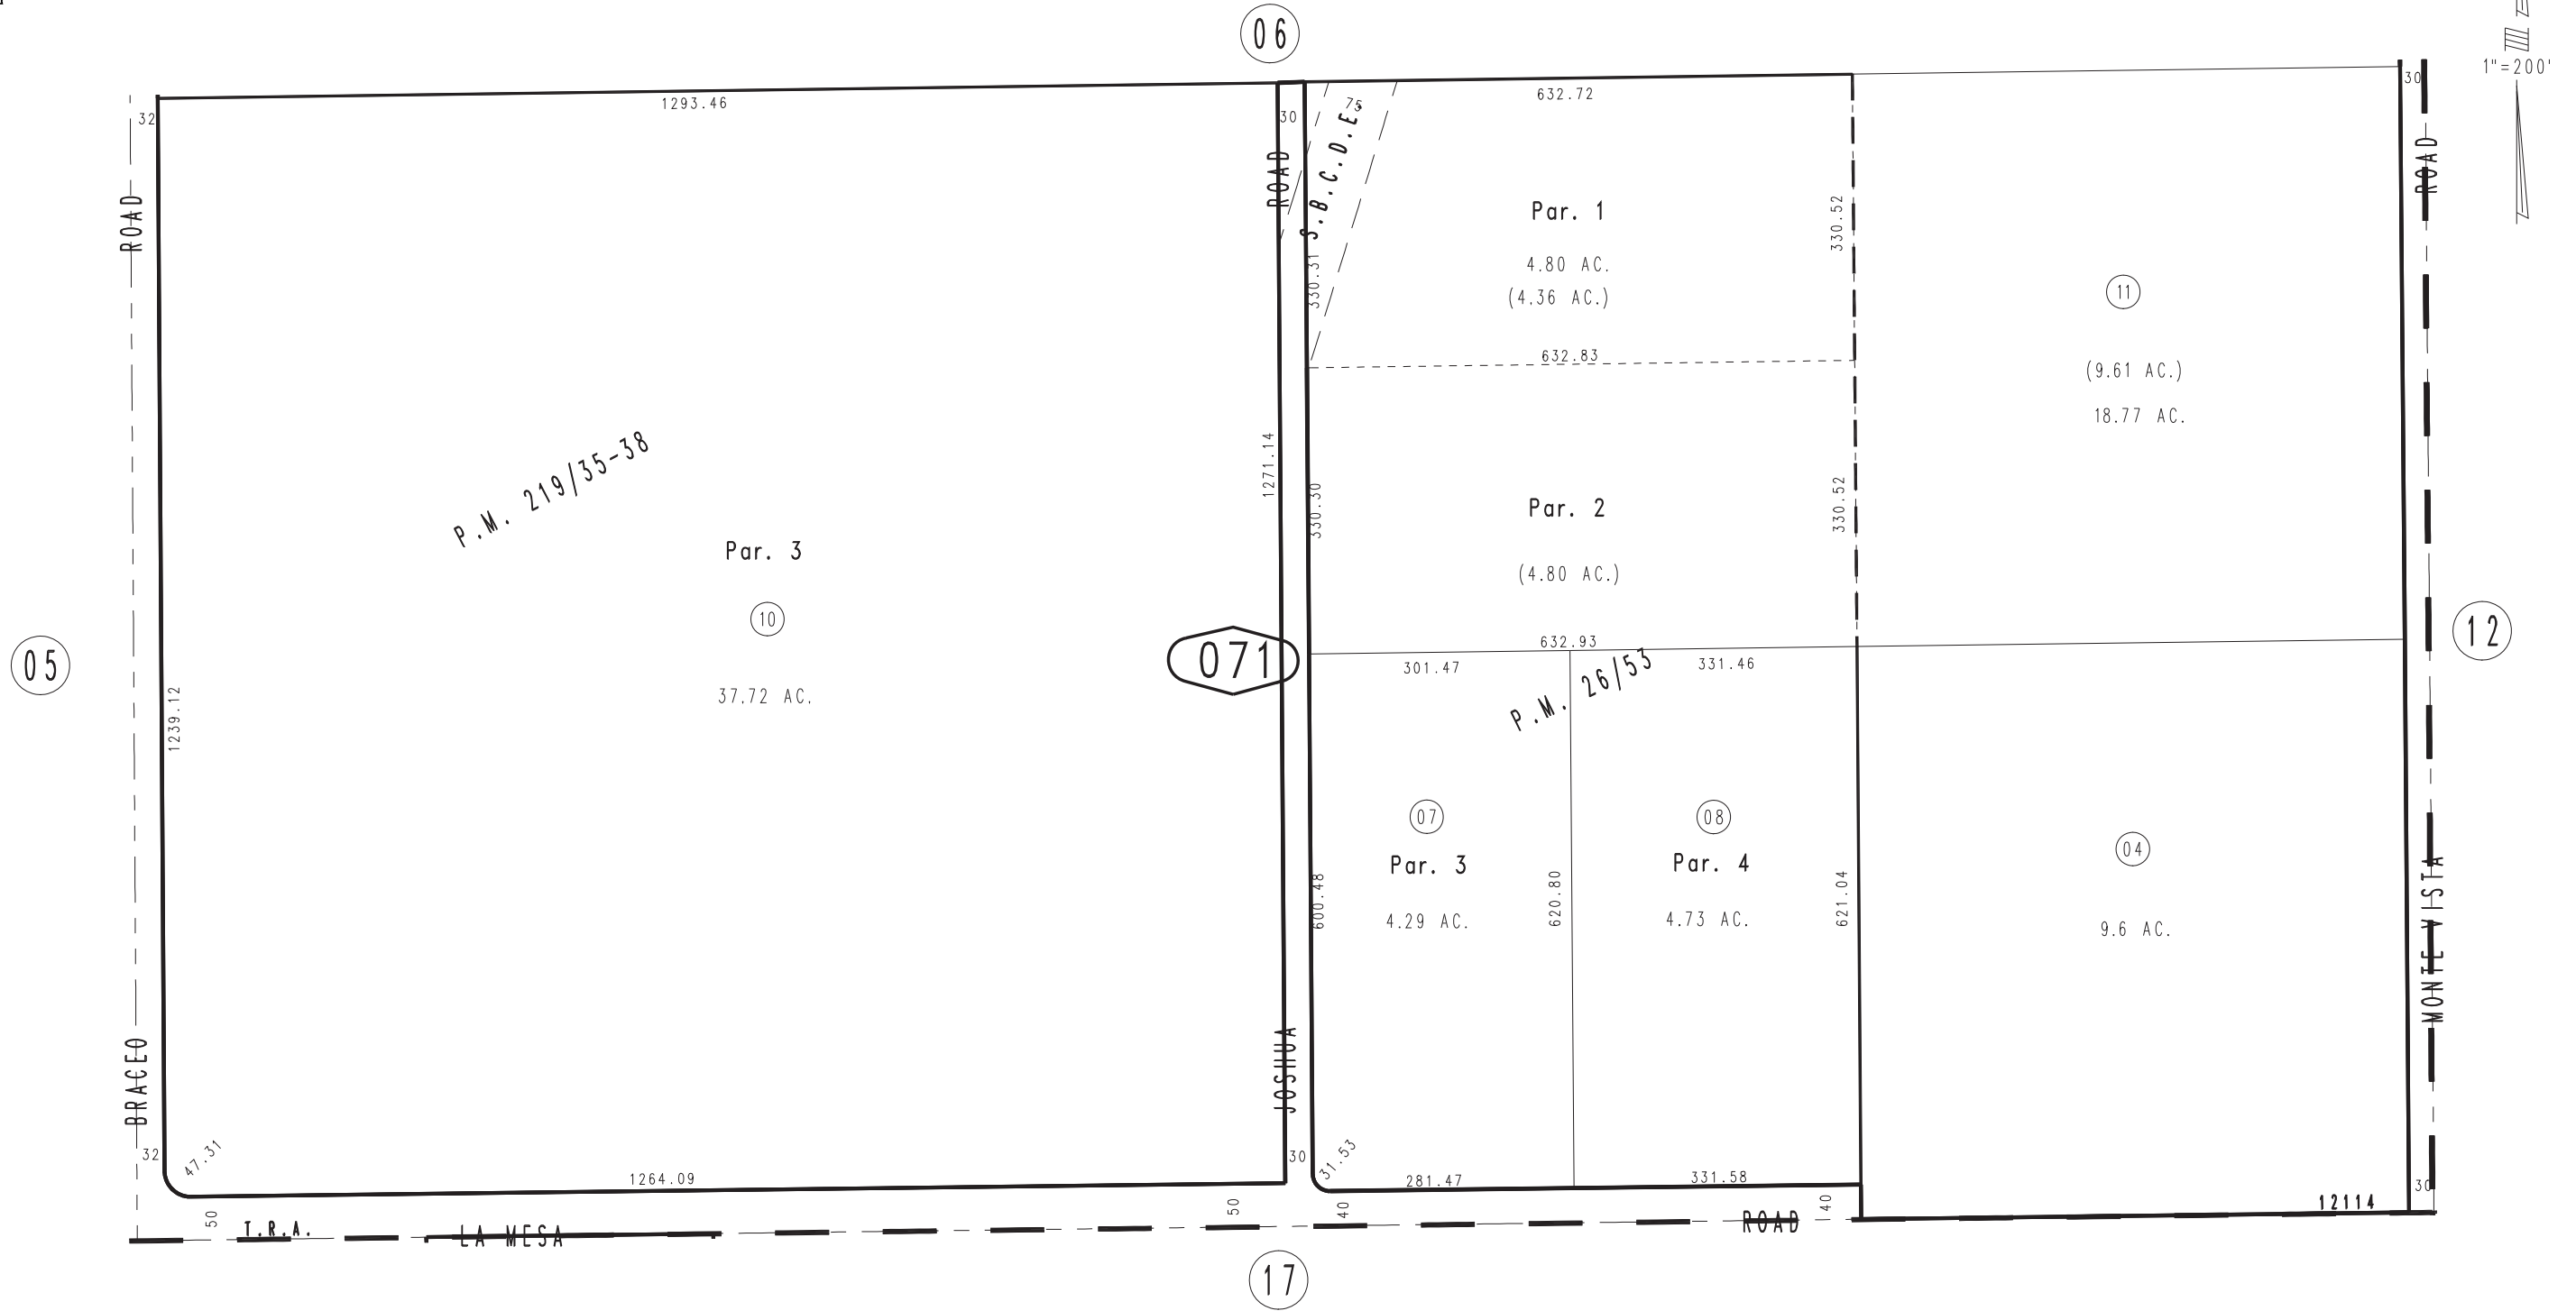 06
1"=200'
30
1293.46
632.72
32
30
75
ROAD
ROAD
ROAD
S.B.C.D.E.
330.31
330.52
Par. 1
4.80 AC.
(4.36 AC.)
11
(9.61 AC.)
18.77 AC.
632.83
P.M. 219/35-38
1271.14
330.30
330.52
Par. 2
(4.80 AC.)
Par. 3
10
37.72 AC.
05
071
12
632.93
301.47
331.46
P.M. 26/53
1239.12
07
Par. 3
4.29 AC.
08
Par. 4
4.73 AC.
04
9.6 AC.
600.48
620.80
621.04
MONTE VISTA
BRACEO
JOSHUA
32
47.31
1264.09
30
31.53
281.47
331.58
30
50
50
40
40
12114
T.R.A.
LA MESA
ROAD
17